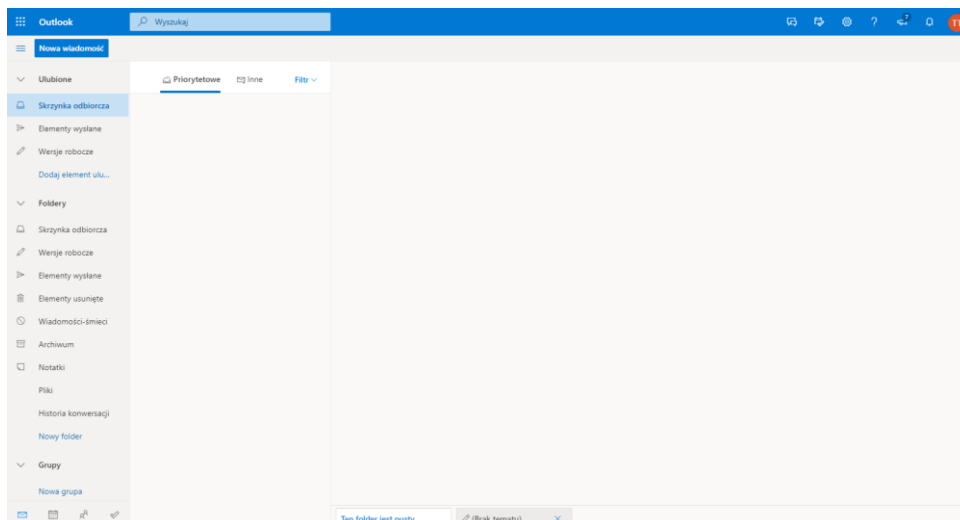 Outlook
Wyszukaj
?
7
Nowa wiadomość
Ulubione
Priorytetowe
Inne
Filtr
Skrzynka odbiorcza
Elementy wysłane
Wersje robocze
Dodaj element ulu...
Foldery
Skrzynka odbiorcza
Wersje robocze
Elementy wysłane
Elementy usunięte
Wiadomości-śmieci
Archiwum
Notatki
Pliki
Historia konwersacji
Nowy folder
Grupy
Nowa grupa
Ten folder jest pusty
(Brak tematu)